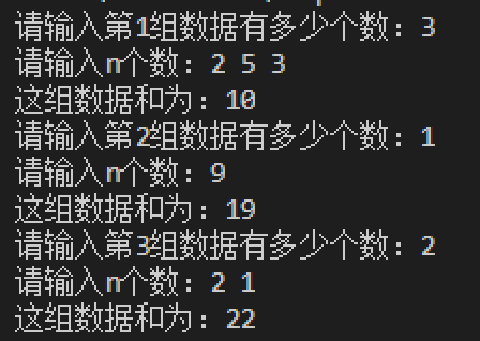 请输入第1组数据有多少个数：3
请输入n个数：2 5 3
这组数据和为：10
请输入第2组数据有多少个数：1
请输入n个数：9
这组数据和为：19
请输入第3组数据有多少个数：2
请输入n个数：2 1
这组数据和为：22